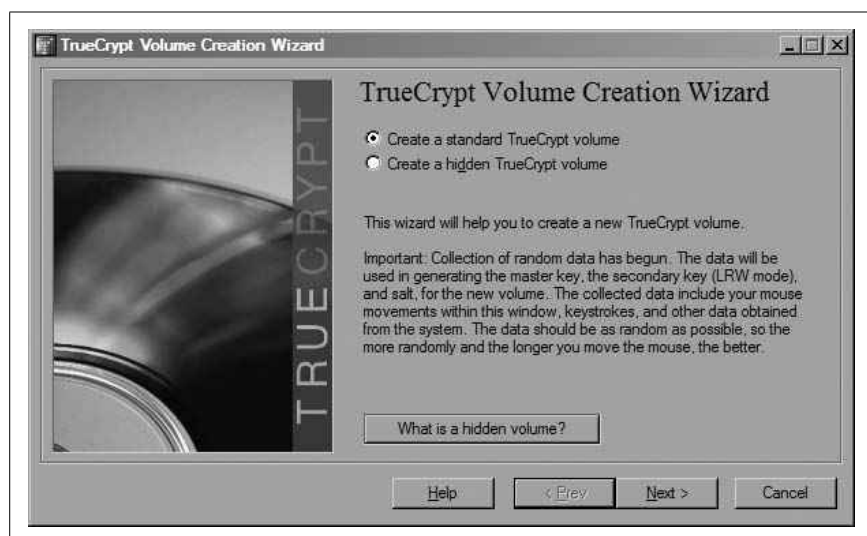 TrueCrypt Volume Creation Wizard
TRUECRYPT
TrueCrypt Volume Creation Wizard
Create a standard TrueCrypt volume
Create a hidden TrueCrypt volume
This wizard will help you to create a new TrueCrypt volume.
Important: Collection of random data has begun. The data will be
used in generating the master key, the secondary key (LRW mode),
and salt, for the new volume. The collected data include your mouse
movements within this window, keystrokes, and other data obtained
from the system. The data should be as random as possible, so the
more randomly and the longer you move the mouse, the better.
What is a hidden volume?
Help
< Prev
Next >
Cancel